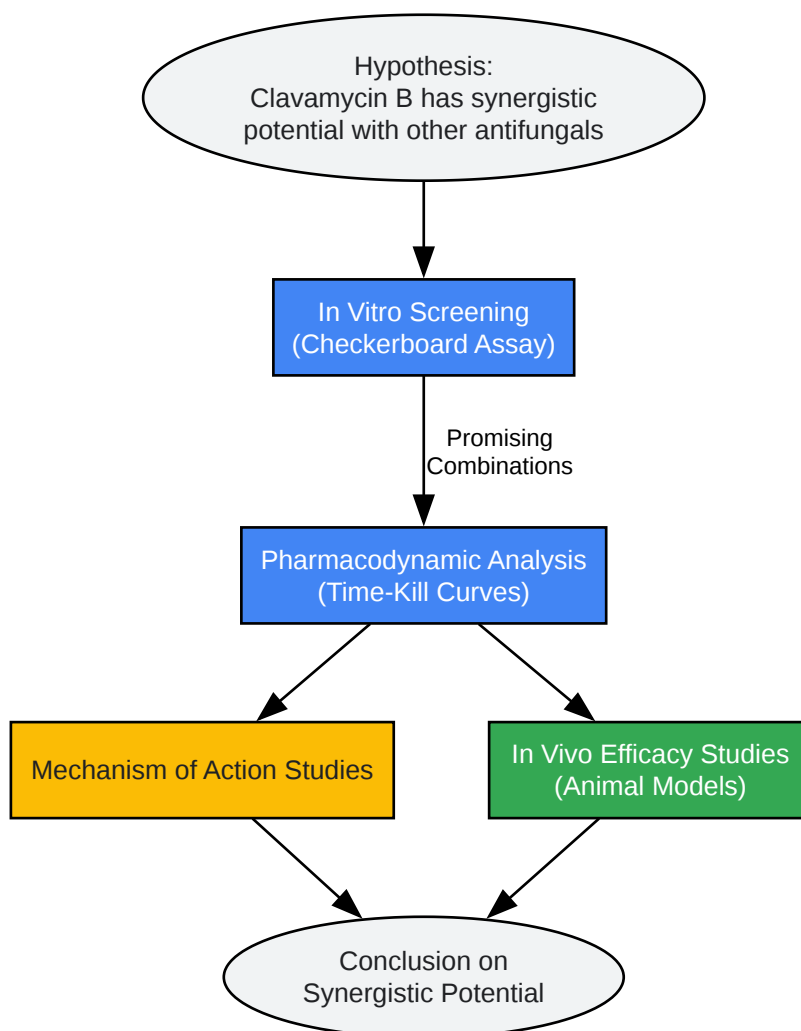 Hypothesis:
Clavamycin B has synergistic
potential with other antifungals
In Vitro Screening
(Checkerboard Assay)
Promising
Combinations
Pharmacodynamic Analysis
(Time-Kill Curves)
Mechanism of Action Studies
In Vivo Efficacy Studies
(Animal Models)
Conclusion on
Synergistic Potential